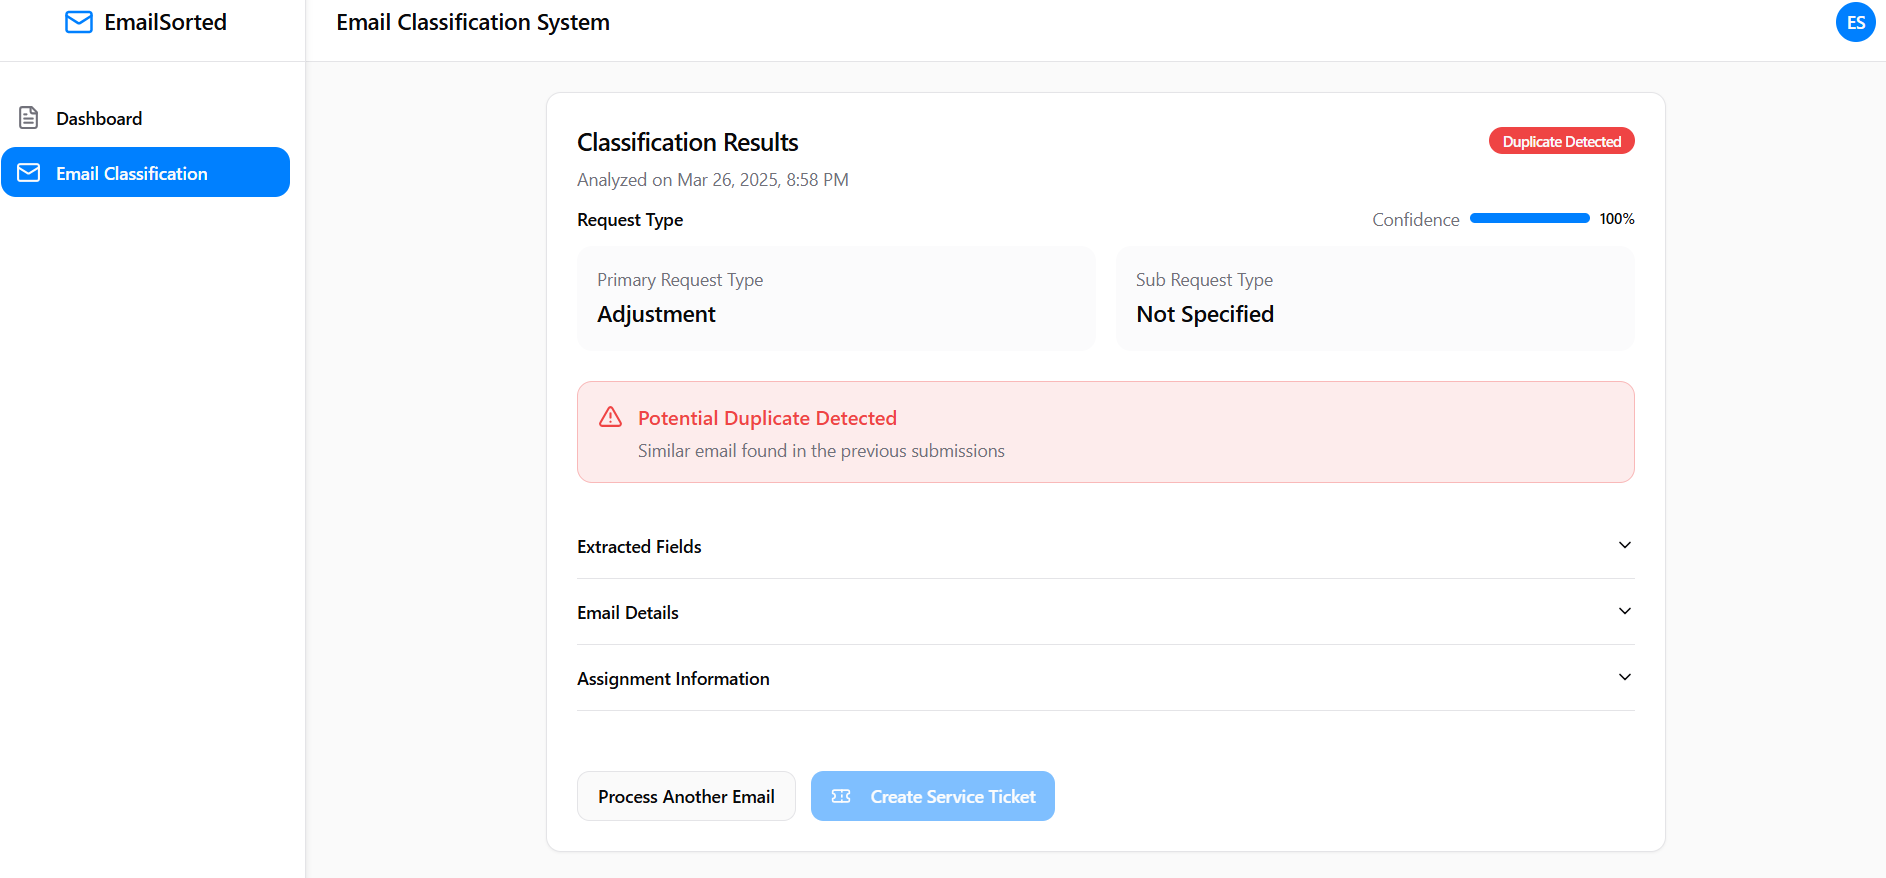 EmailSorted
Email Classification System
ES
Dashboard
Email Classification
Classification Results
Duplicate Detected
Analyzed on Mar 26, 2025, 8:58 PM
Request Type
Confidence 100%
Primary Request Type
Adjustment
Sub Request Type
Not Specified
Potential Duplicate Detected
Similar email found in the previous submissions
Extracted Fields
Email Details
Assignment Information
Process Another Email
Create Service Ticket